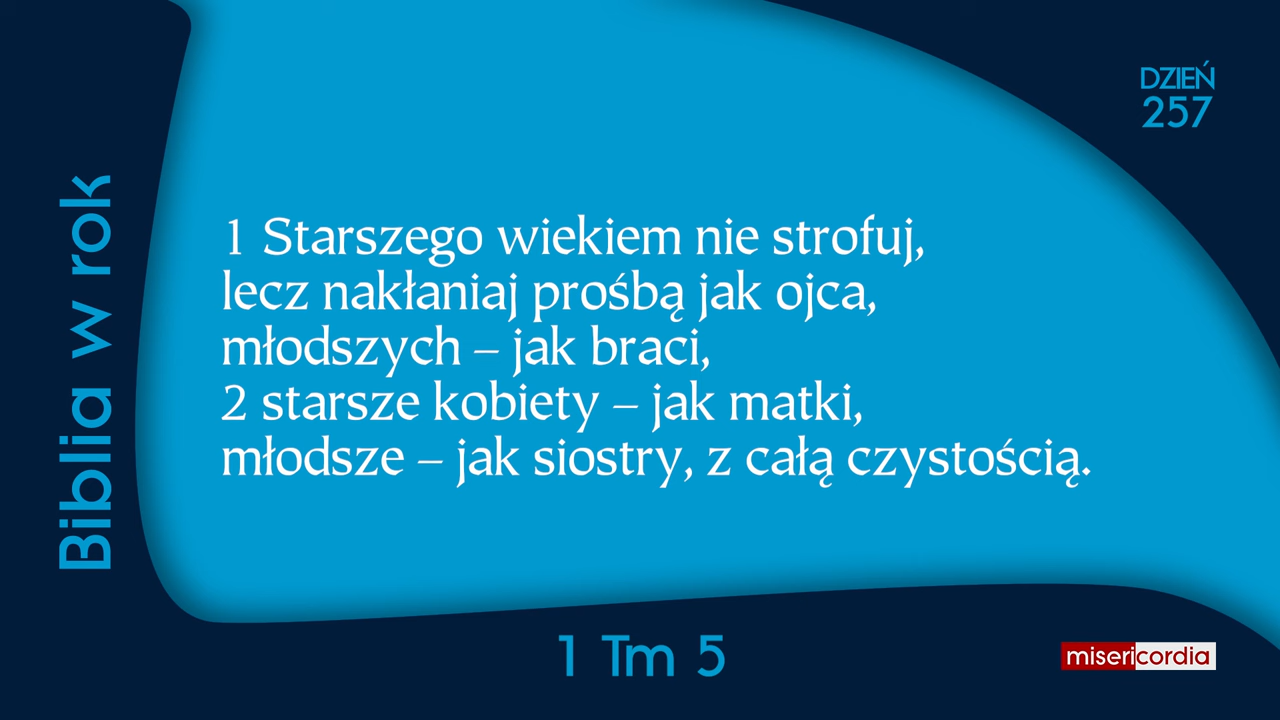 DZIEŃ
257
Biblia w rok
1 Starszego wiekiem nie strofuj,
lecz nakłaniaj prośbą jak ojca,
młodszych – jak braci,
2 starsze kobiety – jak matki,
młodsze – jak siostry, z całą czystością.
1 Tm 5
misericordia